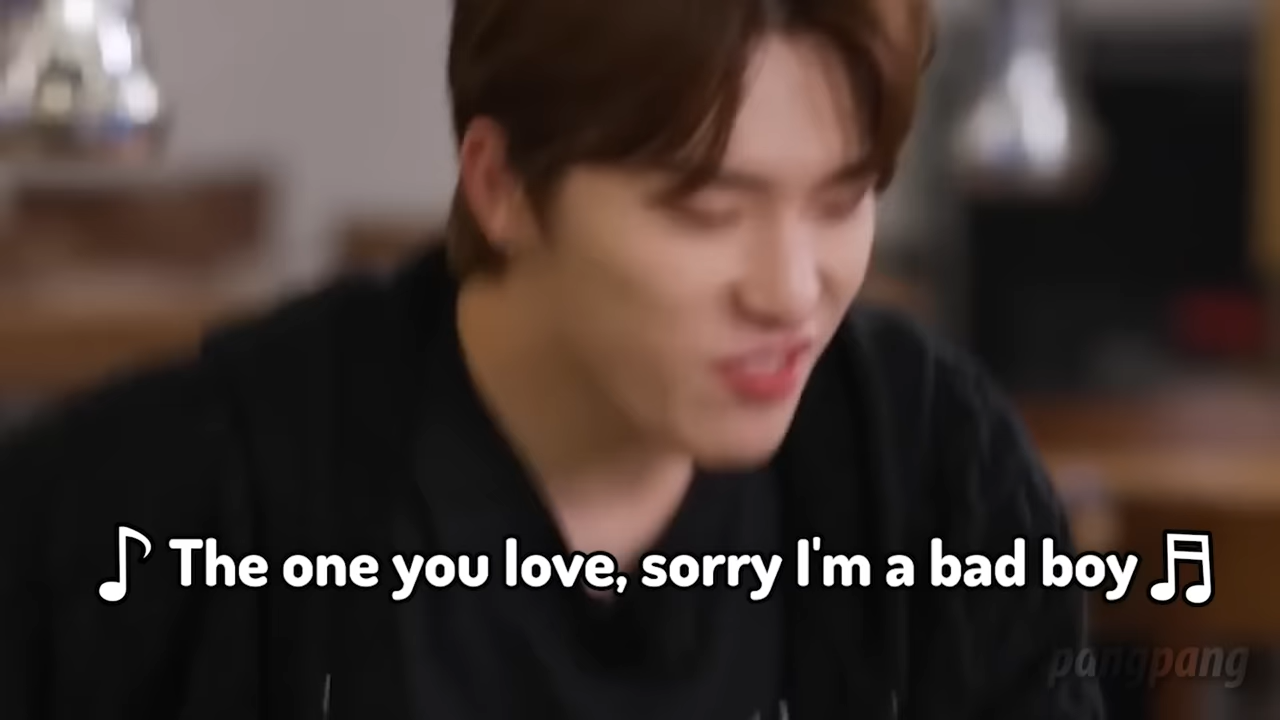 ♪ The one you love, sorry I'm a bad boy ♬
pangpang